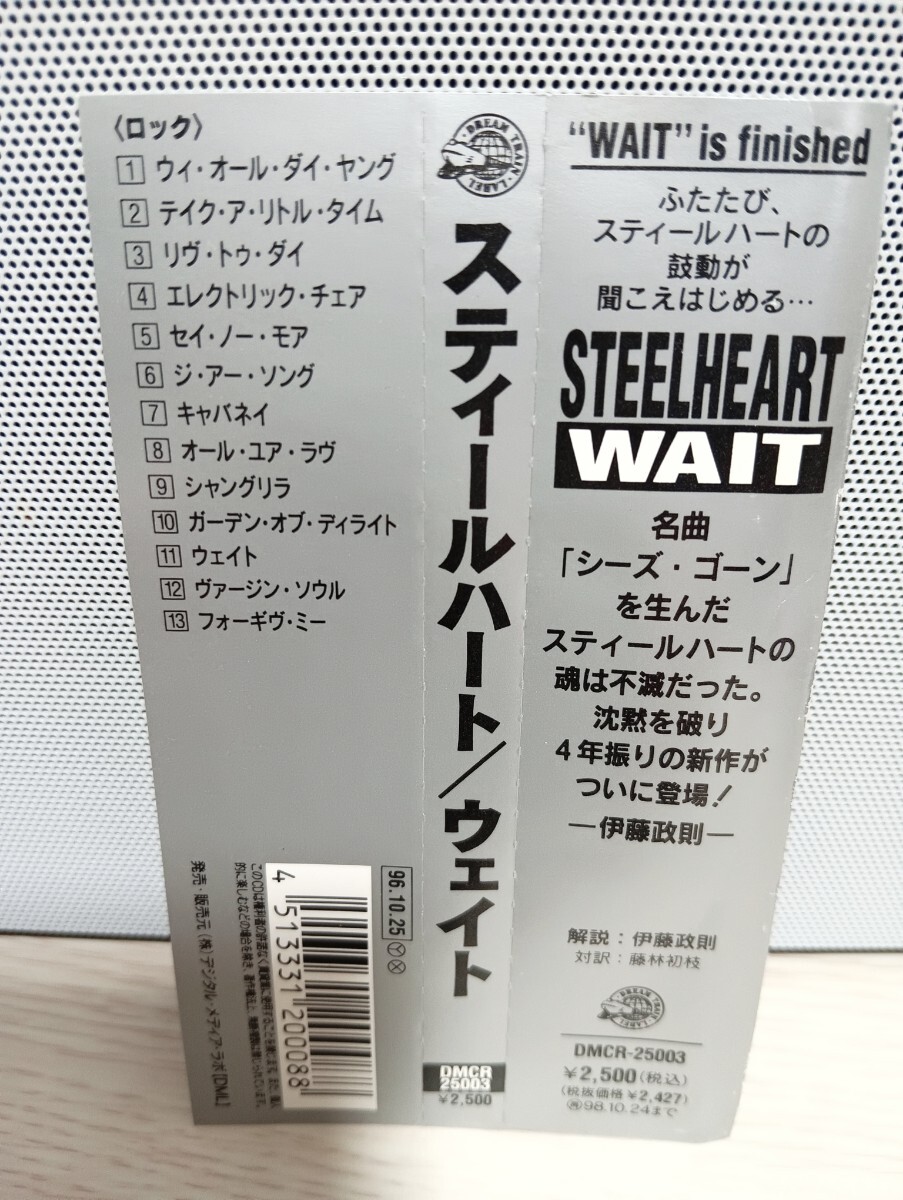 〈ロック〉
1 ウィ・オール・ダイ・ヤング
2 テイク・ア・リトル・タイム
3 リヴ・トゥ・ダイ
4 エレクトリック・チェア
5 セイ・ノー・モア
6 ジ・アー・ソング
7 キャバネイ
8 オール・ユア・ラヴ
9 シャングリラ
10 ガーデン・オブ・ディライト
11 ウェイト
12 ヴァージン・ソウル
13 フォーギヴ・ミー
96.10.25 Ⓨ Ⓧ
4 513331 200088
発売・販売元 (株)デジタル・メディア・ラボ [DML]
DREAM TRAIN LABEL
スティールハート/ウェイト
DMCR
25003
¥2,500
"WAIT" is finished
ふたたび、
スティールハートの
鼓動が
聞こえはじめる…
STEELHEART
WAIT
名曲
「シーズ・ゴーン」
を生んだ
スティールハートの
魂は不滅だった。
沈黙を破り
4年振りの新作が
ついに登場!
—伊藤政則—
解説:伊藤政則
対訳:藤林初枝
DREAM TRAIN LABEL
DMCR-25003
¥2,500(税込)
(税抜価格¥2,427)
㊗98.10.24まで